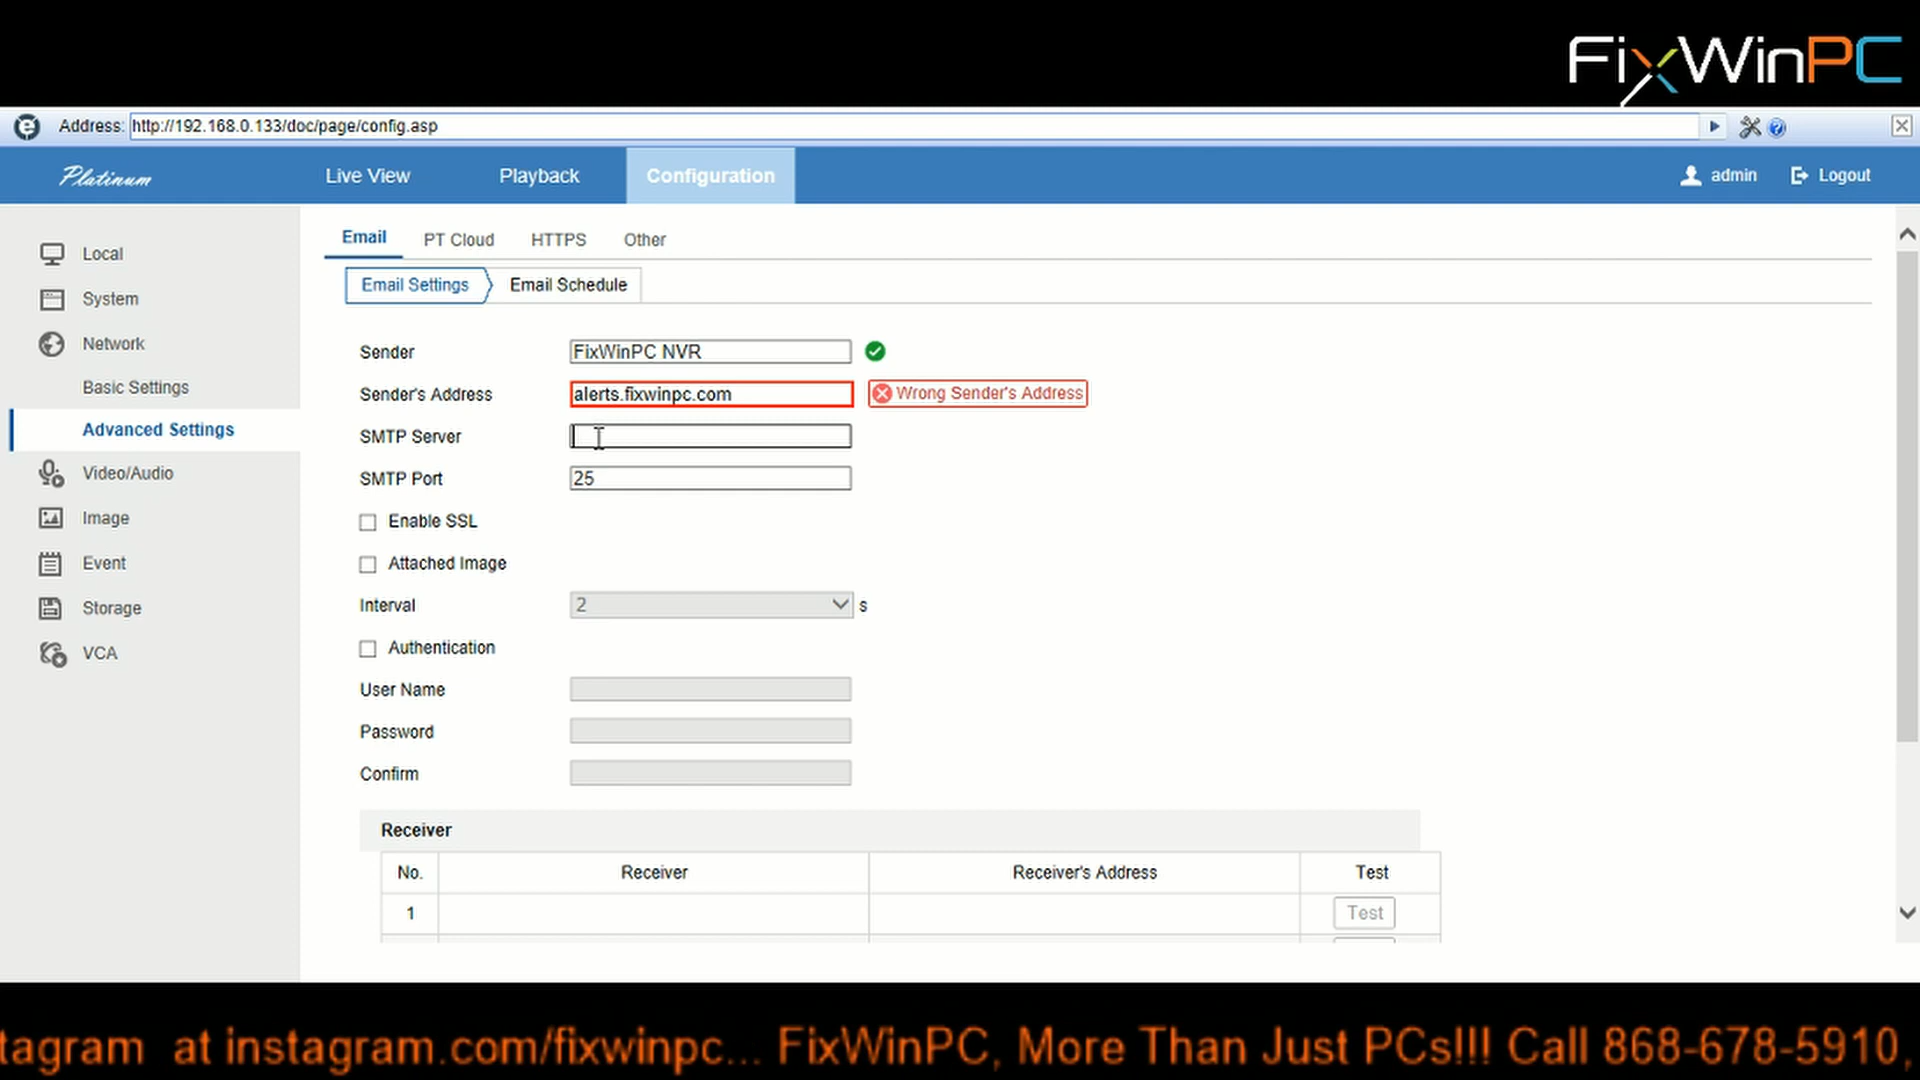 FixWinPC
Address: http://192.168.0.133/doc/page/config.asp
Platinum
Live View
Playback
Configuration
admin
Logout
Local
System
Network
Basic Settings
Advanced Settings
Video/Audio
Image
Event
Storage
VCA
Email
PT Cloud
HTTPS
Other
Email Settings
Email Schedule
Sender FixWinPC NVR
Sender's Address alerts.fixwinpc.com Wrong Sender's Address
SMTP Server
SMTP Port 25
Enable SSL
Attached Image
Interval 2 s
Authentication
User Name
Password
Confirm
Receiver
No. Receiver Receiver's Address Test
1 Test
tagram at instagram.com/fixwinpc... FixWinPC, More Than Just PCs!!! Call 868-678-5910,